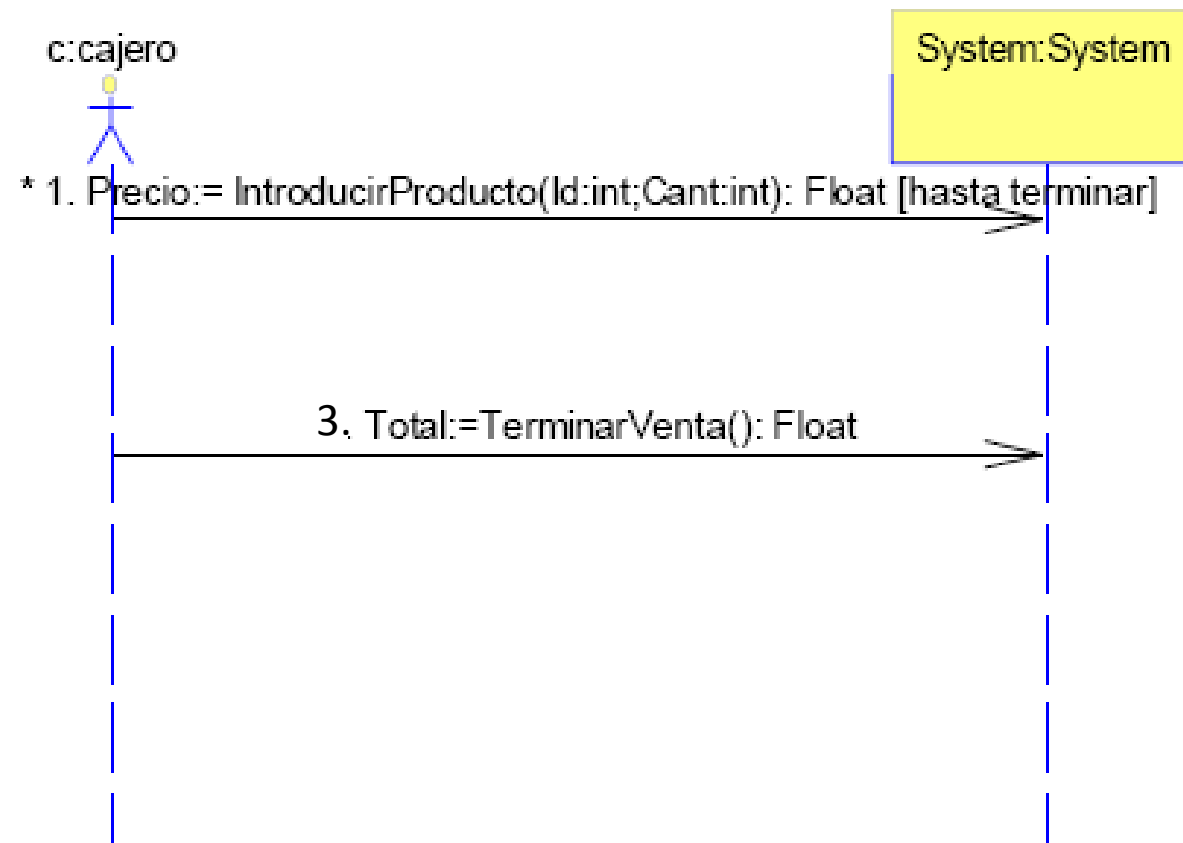 c:cajero
System:System
* 1. Precio:= IntroducirProducto(Id:int;Cant:int): Float [hasta terminar]
3. Total:=TerminarVenta(): Float